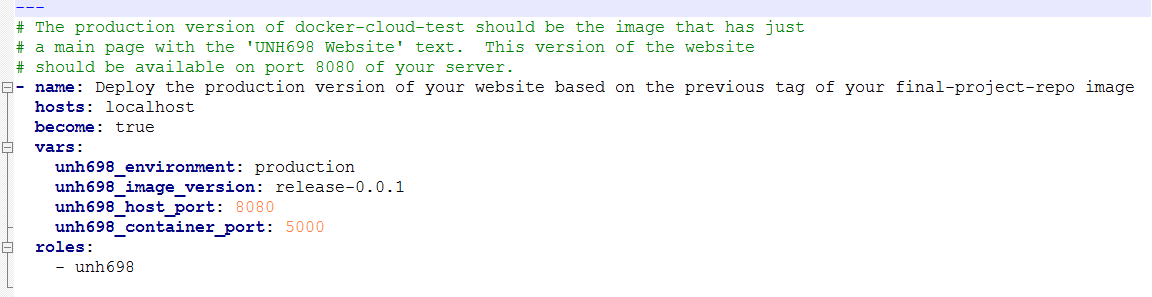 ---
# The production version of docker-cloud-test should be the image that has just
# a main page with the 'UNH698 Website' text.  This version of the website
# should be available on port 8080 of your server.
- name: Deploy the production version of your website based on the previous tag of your final-project-repo image
  hosts: localhost
  become: true
  vars:
    unh698_environment: production
    unh698_image_version: release-0.0.1
    unh698_host_port: 8080
    unh698_container_port: 5000
  roles:
    - unh698